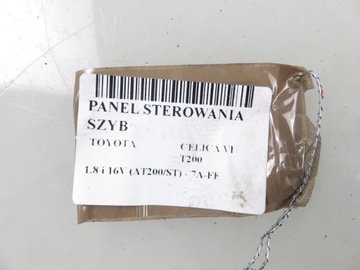 PANEL STEROWANIA
SZYB
TOYOTA CELICA VI
T200
1.8 i 16V (AT200/ST) - 7A-FE